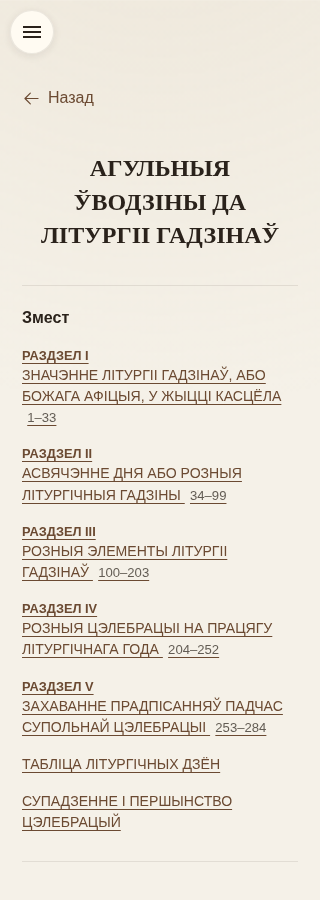 ← Назад
АГУЛЬНЫЯ
ЎВОДЗІНЫ ДА
ЛІТУРГІІ ГАДЗІНАЎ
Змест
РАЗДЗЕЛ I
ЗНАЧЭННЕ ЛІТУРГІІ ГАДЗІНАЎ, АБО
БОЖАГА АФІЦЫЯ, У ЖЫЦЦІ КАСЦЁЛА
1–33
РАЗДЗЕЛ II
АСВЯЧЭННЕ ДНЯ АБО РОЗНЫЯ
ЛІТУРГІЧНЫЯ ГАДЗІНЫ 34–99
РАЗДЗЕЛ III
РОЗНЫЯ ЭЛЕМЕНТЫ ЛІТУРГІІ
ГАДЗІНАЎ 100–203
РАЗДЗЕЛ IV
РОЗНЫЯ ЦЭЛЕБРАЦЫІ НА ПРАЦЯГУ
ЛІТУРГІЧНАГА ГОДА 204–252
РАЗДЗЕЛ V
ЗАХАВАННЕ ПРАДПІСАННЯЎ ПАДЧАС
СУПОЛЬНАЙ ЦЭЛЕБРАЦЫІ 253–284
ТАБЛІЦА ЛІТУРГІЧНЫХ ДЗЁН
СУПАДЗЕННЕ І ПЕРШЫНСТВО
ЦЭЛЕБРАЦЫЙ